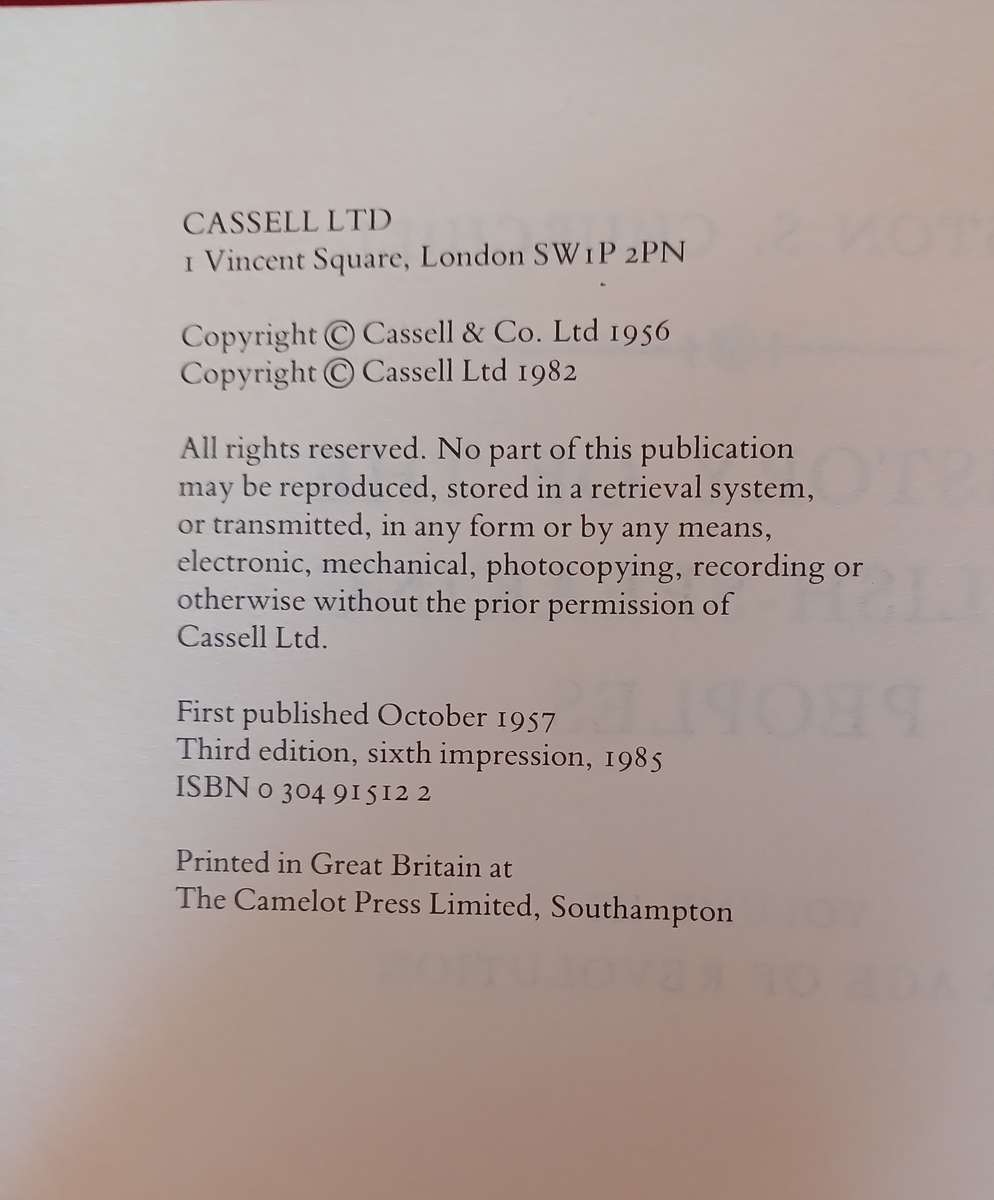 CASSELL LTD
1 Vincent Square, London SW1P 2PN
Copyright © Cassell & Co. Ltd 1956
Copyright © Cassell Ltd 1982
All rights reserved. No part of this publication
may be reproduced, stored in a retrieval system,
or transmitted, in any form or by any means,
electronic, mechanical, photocopying, recording or
otherwise without the prior permission of
Cassell Ltd.
First published October 1957
Third edition, sixth impression, 1985
ISBN 0 304 91512 2
Printed in Great Britain at
The Camelot Press Limited, Southampton